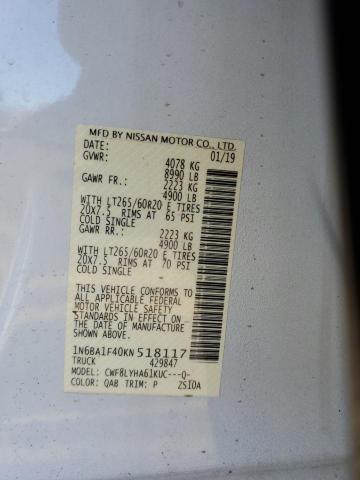 MFD BY NISSAN MOTOR CO., LTD.
DATE: 01/19
GVWR: 4078 KG
8990 LB
GAWR FR.: 2223 KG
4900 LB
WITH LT265/60R20 E TIRES
20X7.5 RIMS AT 65 PSI
COLD SINGLE
GAWR RR.: 2223 KG
4900 LB
WITH LT265/60R20 E TIRES
20X7.5 RIMS AT 70 PSI
COLD SINGLE
THIS VEHICLE CONFORMS TO
ALL APPLICABLE FEDERAL
MOTOR VEHICLE SAFETY
STANDARDS IN EFFECT ON
THE DATE OF MANUFACTURE
SHOWN ABOVE.
1N6BA1F40KN518117
TRUCK 429847
MODEL: CWF8LYHA61KUC---Q-
COLOR: QAB TRIM: P ZSIOA